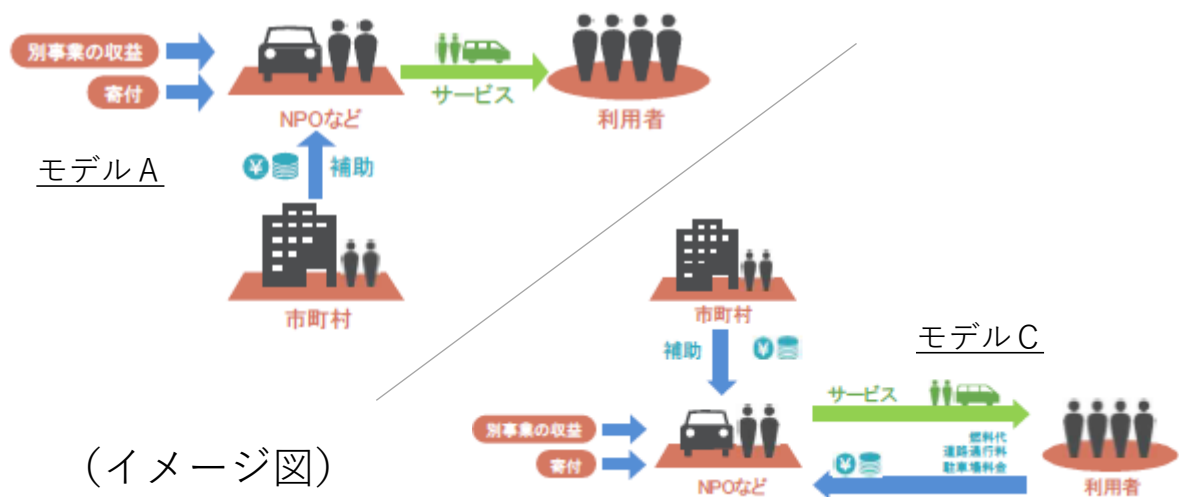 別事業の収益
寄付
サービス
NPOなど
利用者
モデルA
¥
補助
市町村
市町村
補助
¥
モデルC
サービス
別事業の収益
寄付
燃料代
道路通行料
駐車場料金
¥
NPOなど
利用者
(イメージ図)